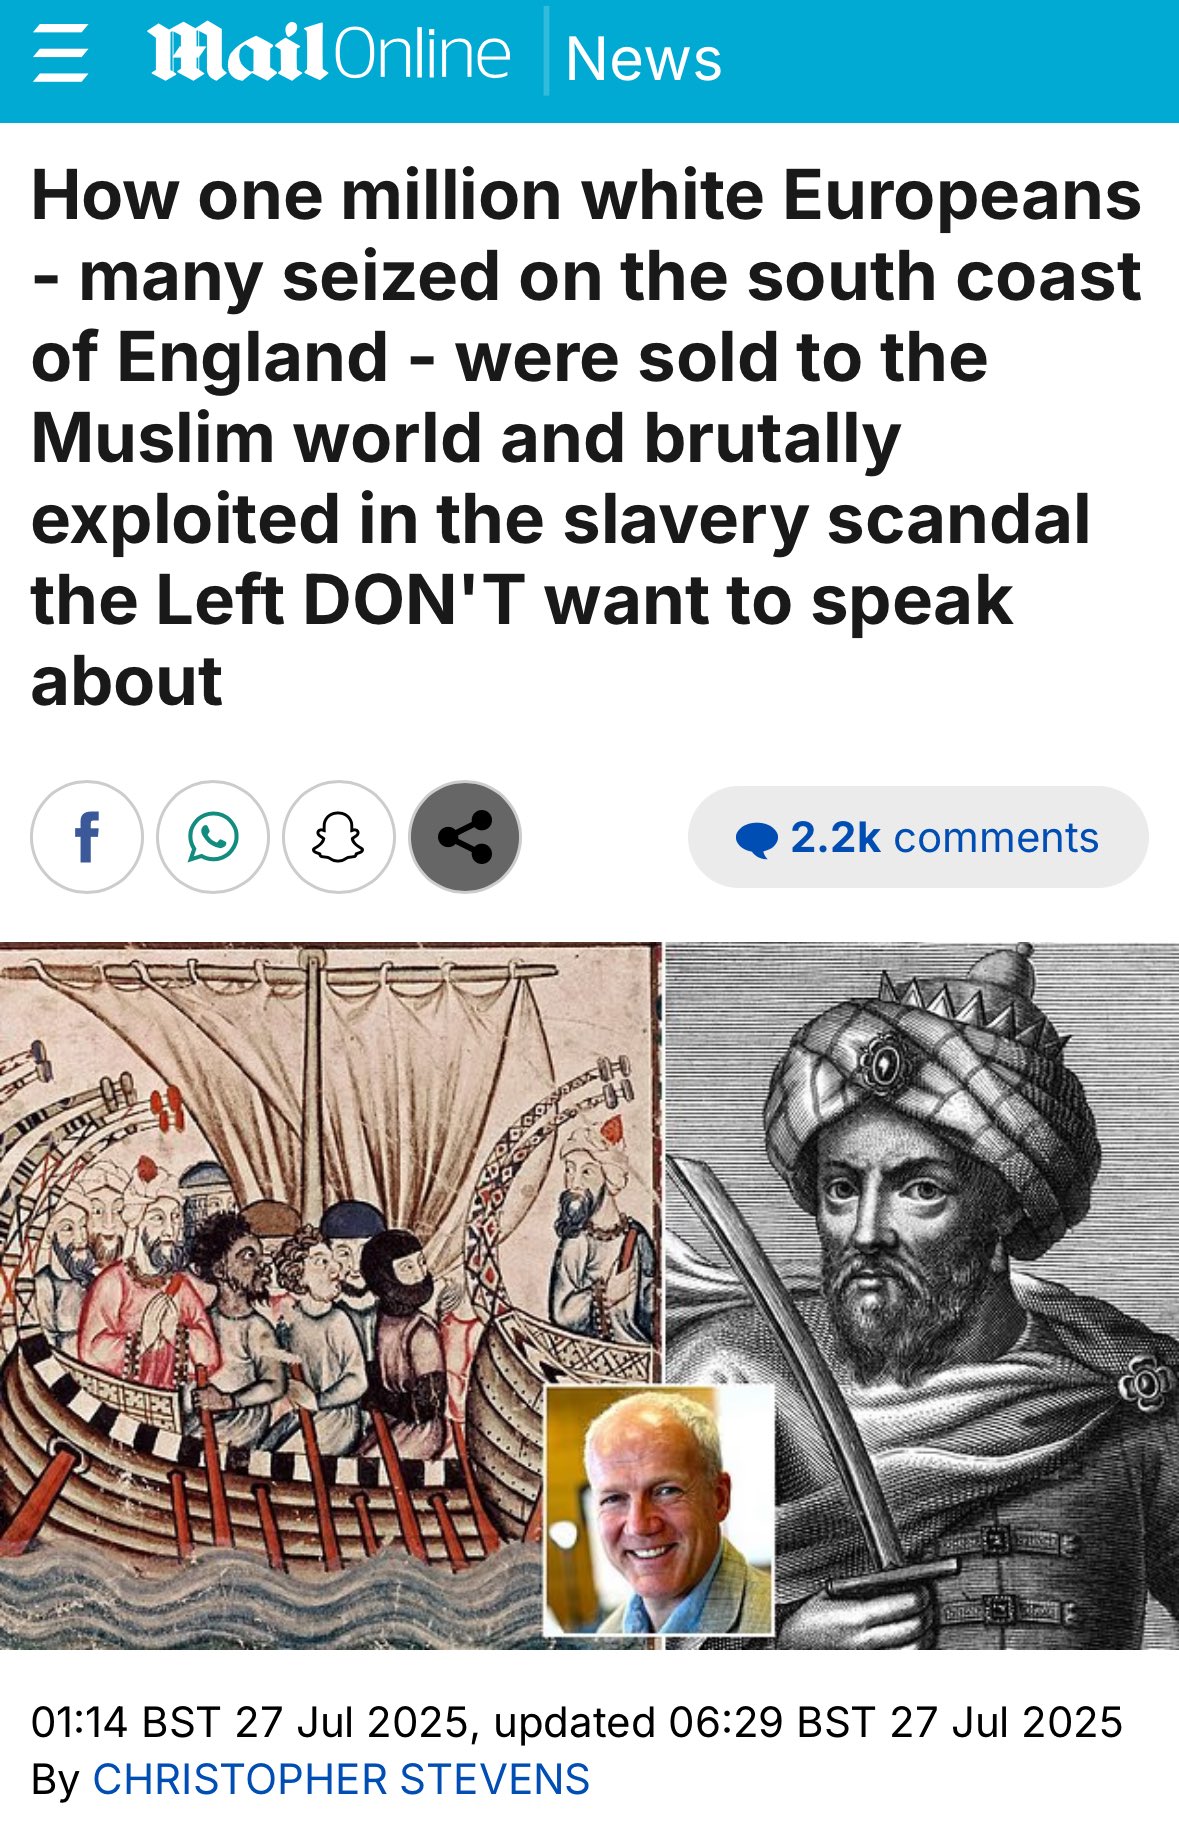 Mail Online News
How one million white Europeans
- many seized on the south coast
of England - were sold to the
Muslim world and brutally
exploited in the slavery scandal
the Left DON'T want to speak
about
2.2k comments
01:14 BST 27 Jul 2025, updated 06:29 BST 27 Jul 2025
By CHRISTOPHER STEVENS